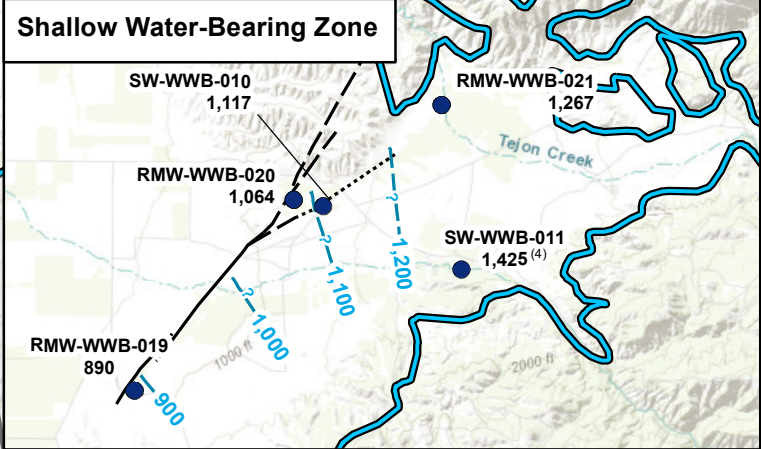 Shallow Water-Bearing Zone
SW-WWB-010
1,117
RMW-WWB-021
1,267
Tejon Creek
RMW-WWB-020
1,064
SW-WWB-011
1,425 (4)
? 1,200
? 1,100
? 1,000
RMW-WWB-019
890
1000 ft
2000 ft
900